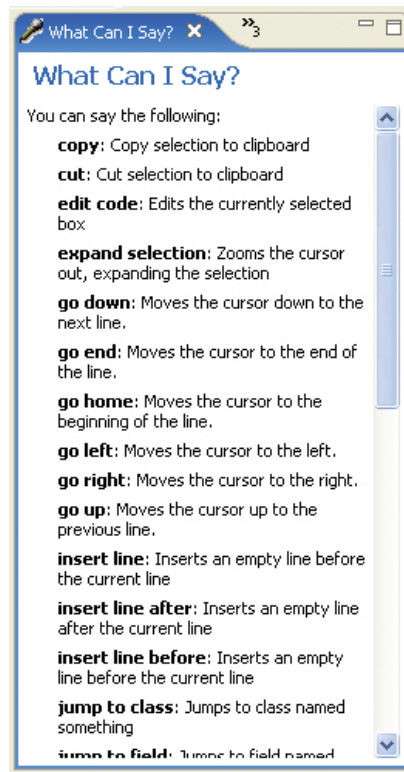 What Can I Say? »3
What Can I Say?
You can say the following:
copy: Copy selection to clipboard
cut: Cut selection to clipboard
edit code: Edits the currently selected
box
expand selection: Zooms the cursor
out, expanding the selection
go down: Moves the cursor down to the
next line.
go end: Moves the cursor to the end of
the line.
go home: Moves the cursor to the
beginning of the line.
go left: Moves the cursor to the left.
go right: Moves the cursor to the right.
go up: Moves the cursor up to the
previous line.
insert line: Inserts an empty line before
the current line
insert line after: Inserts an empty line
after the current line
insert line before: Inserts an empty
line before the current line
jump to class: Jumps to class named
something
jump to field: Jumps to field named